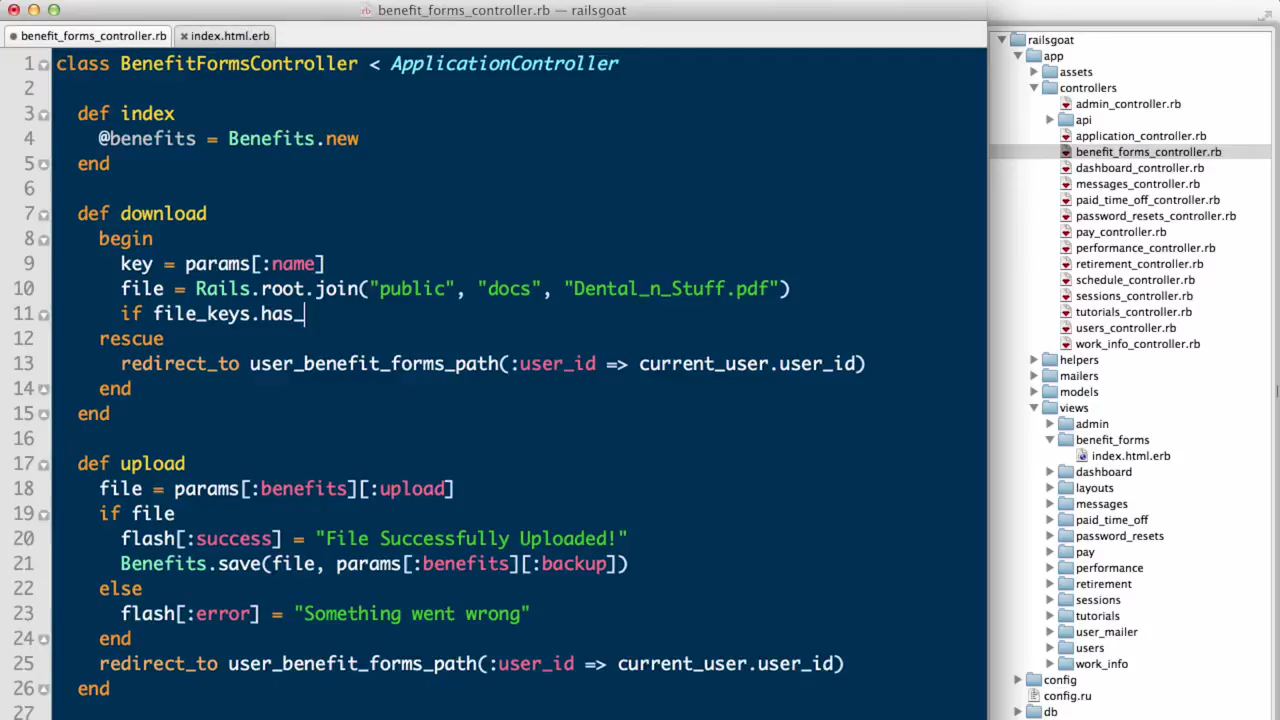 benefit_forms_controller.rb — railsgoat
benefit_forms_controller.rb
index.html.erb
1 class BenefitFormsController < ApplicationController
2
3 def index
4 @benefits = Benefits.new
5 end
6
7 def download
8 begin
9 key = params[:name]
10 file = Rails.root.join("public", "docs", "Dental_n_Stuff.pdf")
11 if file_keys.has_
12 rescue
13 redirect_to user_benefit_forms_path(:user_id => current_user.user_id)
14 end
15 end
16
17 def upload
18 file = params[:benefits][:upload]
19 if file
20 flash[:success] = "File Successfully Uploaded!"
21 Benefits.save(file, params[:benefits][:backup])
22 else
23 flash[:error] = "Something went wrong"
24 end
25 redirect_to user_benefit_forms_path(:user_id => current_user.user_id)
26 end
27
railsgoat
app
assets
controllers
admin_controller.rb
api
application_controller.rb
benefit_forms_controller.rb
dashboard_controller.rb
messages_controller.rb
paid_time_off_controller.rb
password_resets_controller.rb
pay_controller.rb
performance_controller.rb
retirement_controller.rb
schedule_controller.rb
sessions_controller.rb
tutorials_controller.rb
users_controller.rb
work_info_controller.rb
helpers
mailers
models
views
admin
benefit_forms
index.html.erb
dashboard
layouts
messages
paid_time_off
password_resets
pay
performance
retirement
sessions
tutorials
user_mailer
users
work_info
config
config.ru
db